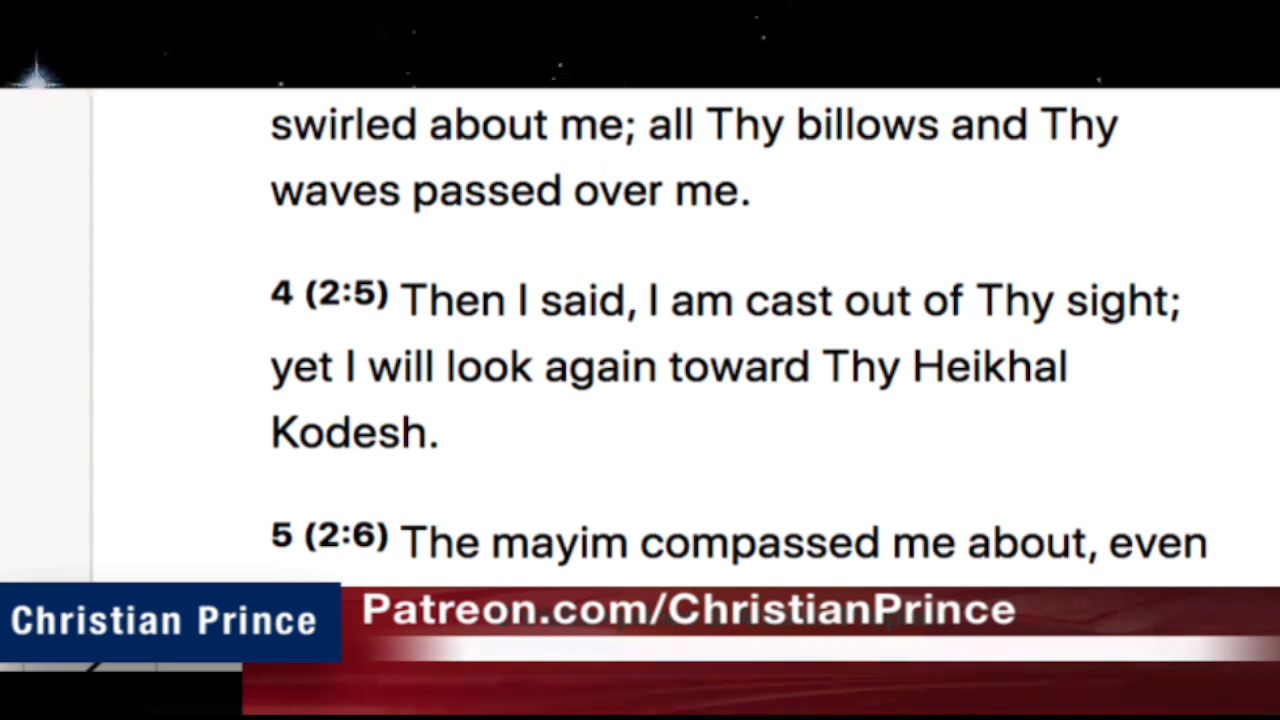 swirled about me; all Thy billows and Thy
waves passed over me.
4 (2:5) Then I said, I am cast out of Thy sight;
yet I will look again toward Thy Heikhal
Kodesh.
5 (2:6) The mayim compassed me about, even
Christian Prince
Patreon.com/ChristianPrince